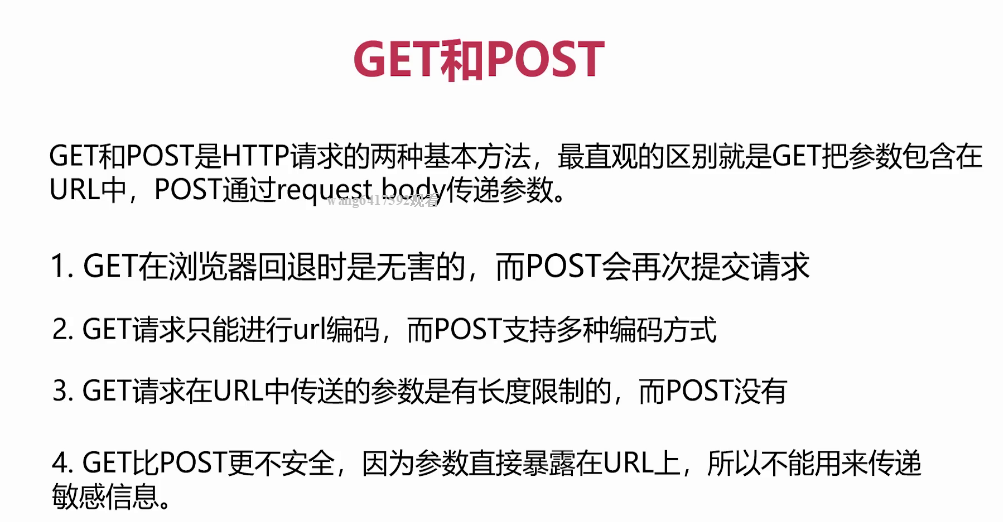 GET和POST
GET和POST是HTTP请求的两种基本方法，最直观的区别就是GET把参数包含在
URL中，POST通过request body传递参数。
1. GET在浏览器回退时是无害的，而POST会再次提交请求
2. GET请求只能进行url编码，而POST支持多种编码方式
3. GET请求在URL中传送的参数是有长度限制的，而POST没有
4. GET比POST更不安全，因为参数直接暴露在URL上，所以不能用来传递
敏感信息。